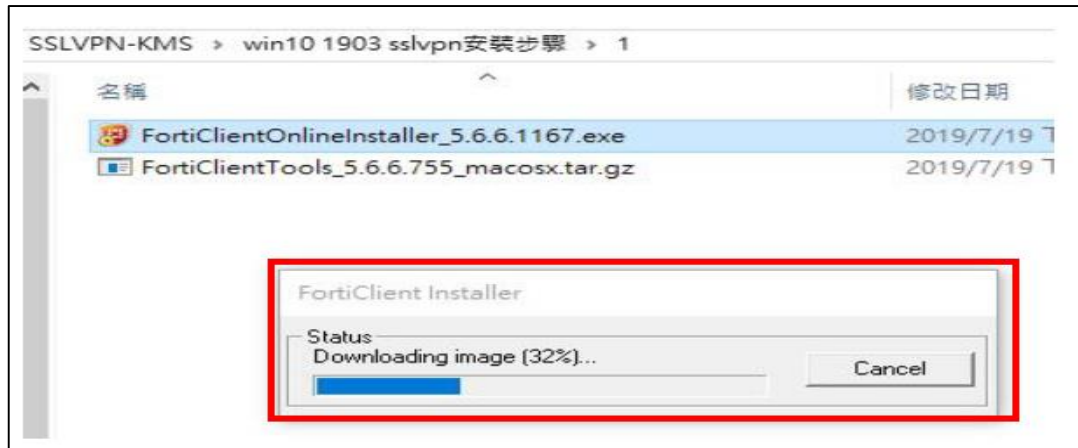 SSLVPN-KMS > win10 1903 sslvpn安裝步驟 > 1
名稱 修改日期
FortiClientOnlineInstaller_5.6.6.1167.exe 2019/7/19
FortiClientTools_5.6.6.755_macosx.tar.gz 2019/7/19
FortiClient Installer
Status
Downloading image (32%)...
Cancel